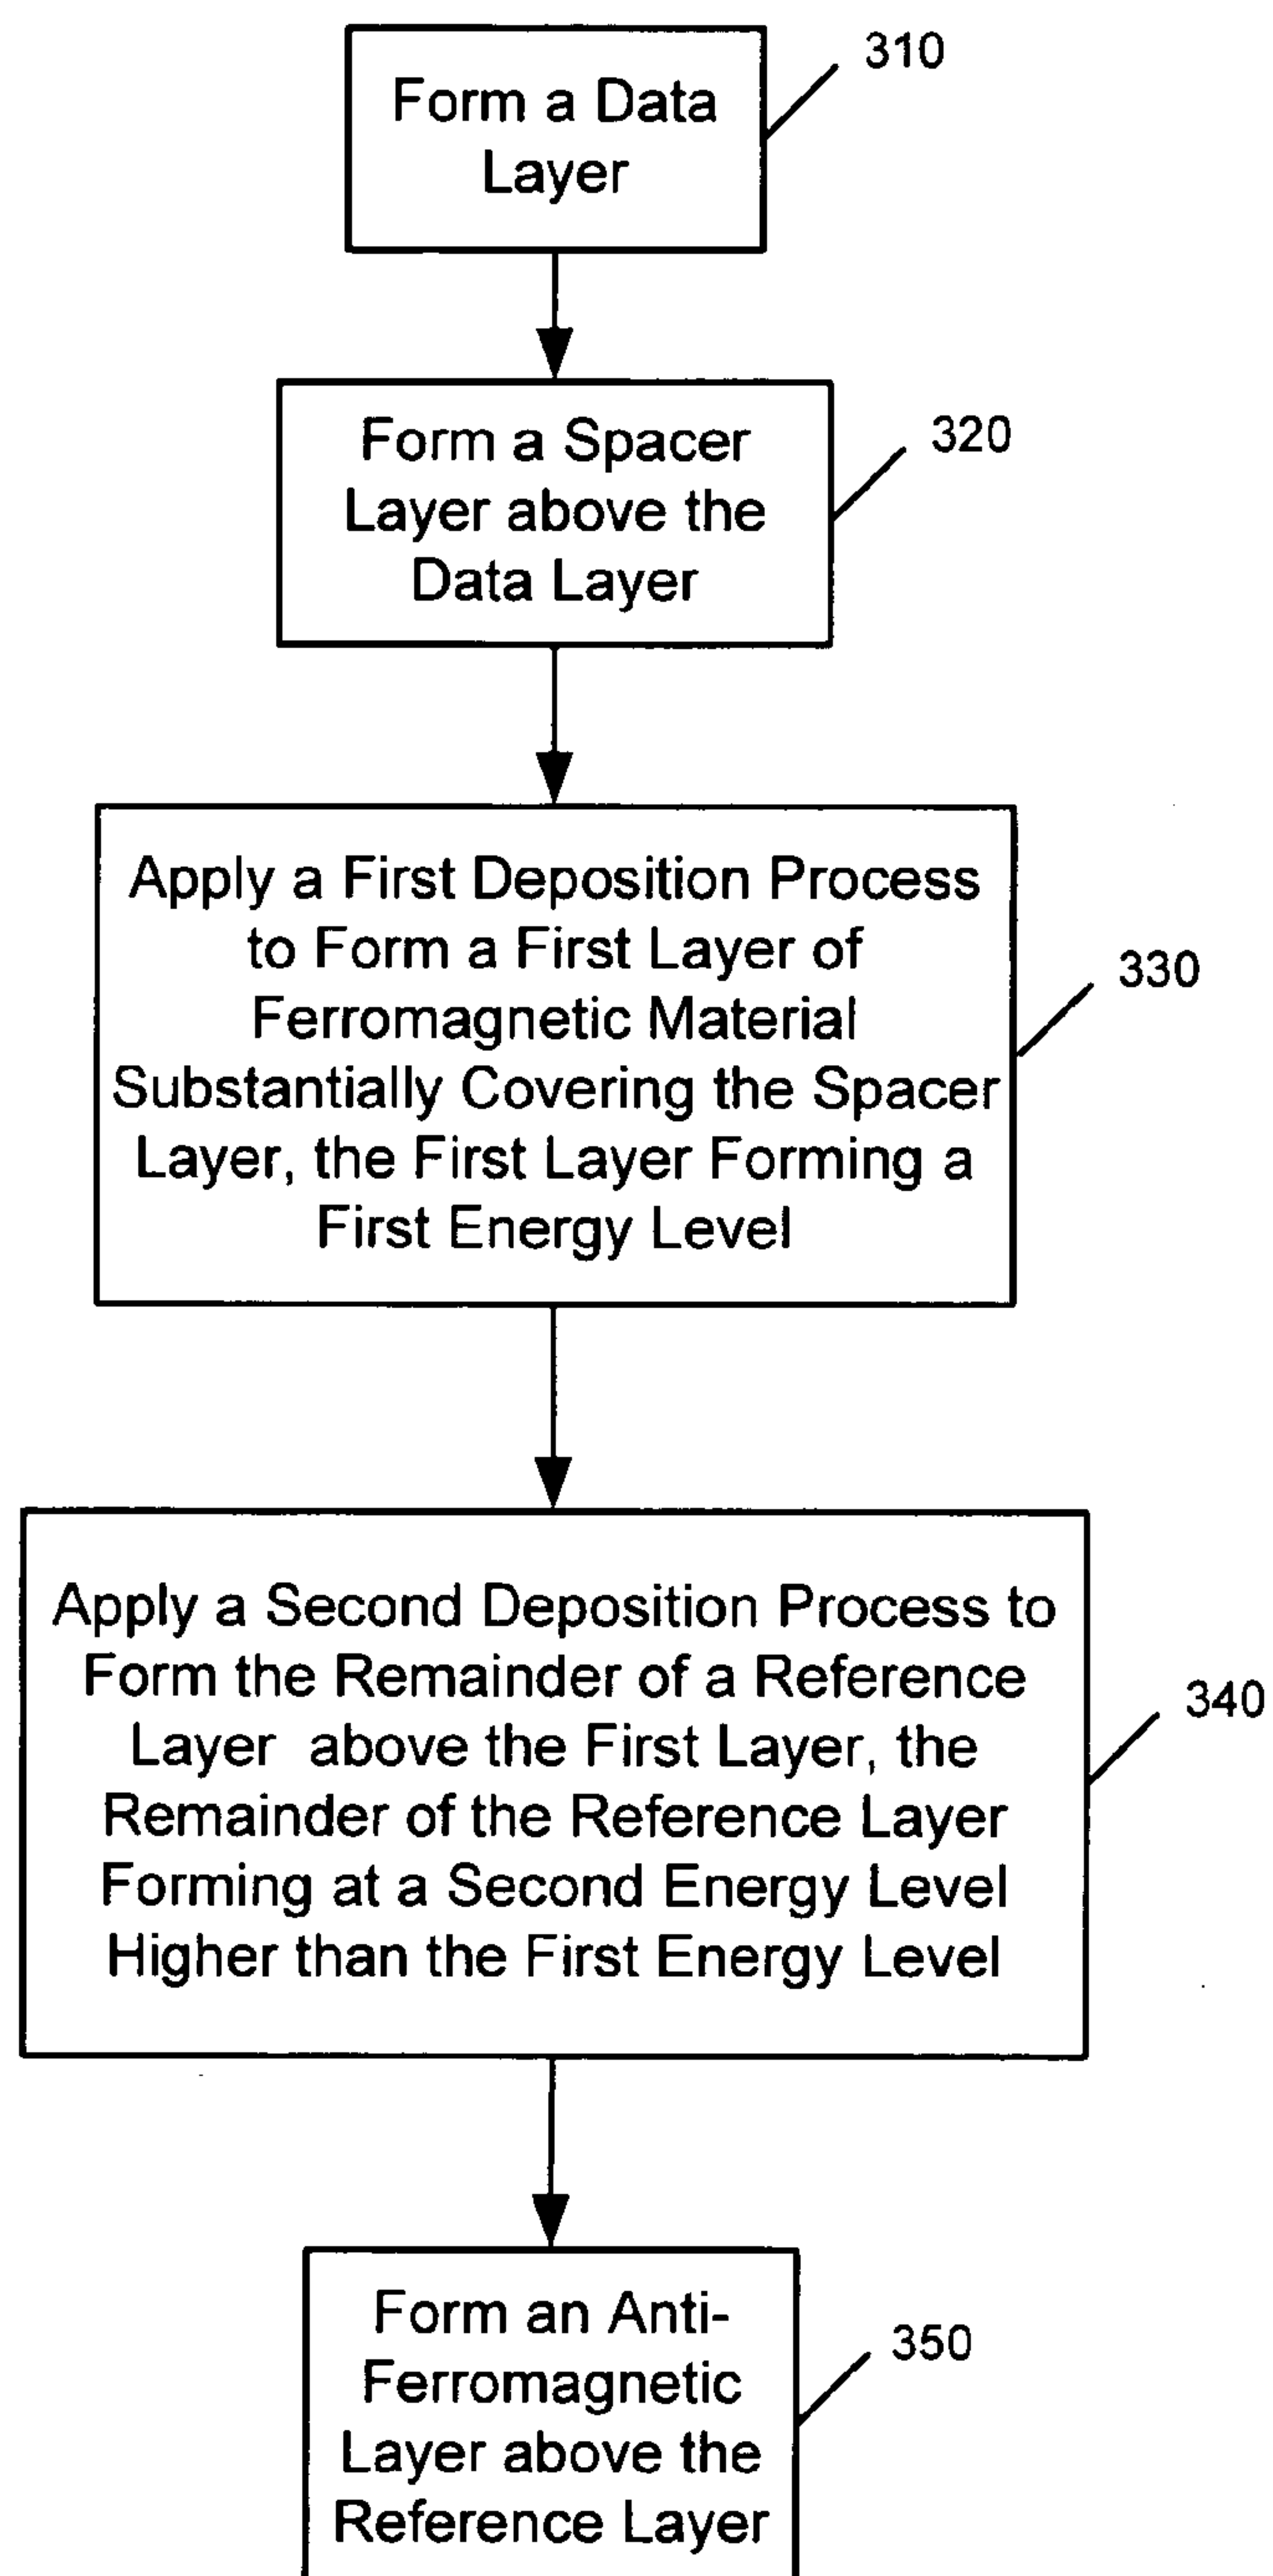 310
Form a Data
Layer
320
Form a Spacer
Layer above the
Data Layer
330
Apply a First Deposition Process
to Form a First Layer of
Ferromagnetic Material
Substantially Covering the Spacer
Layer, the First Layer Forming a
First Energy Level
340
Apply a Second Deposition Process to
Form the Remainder of a Reference
Layer above the First Layer, the
Remainder of the Reference Layer
Forming at a Second Energy Level
Higher than the First Energy Level
350
Form an Anti-
Ferromagnetic
Layer above the
Reference Layer